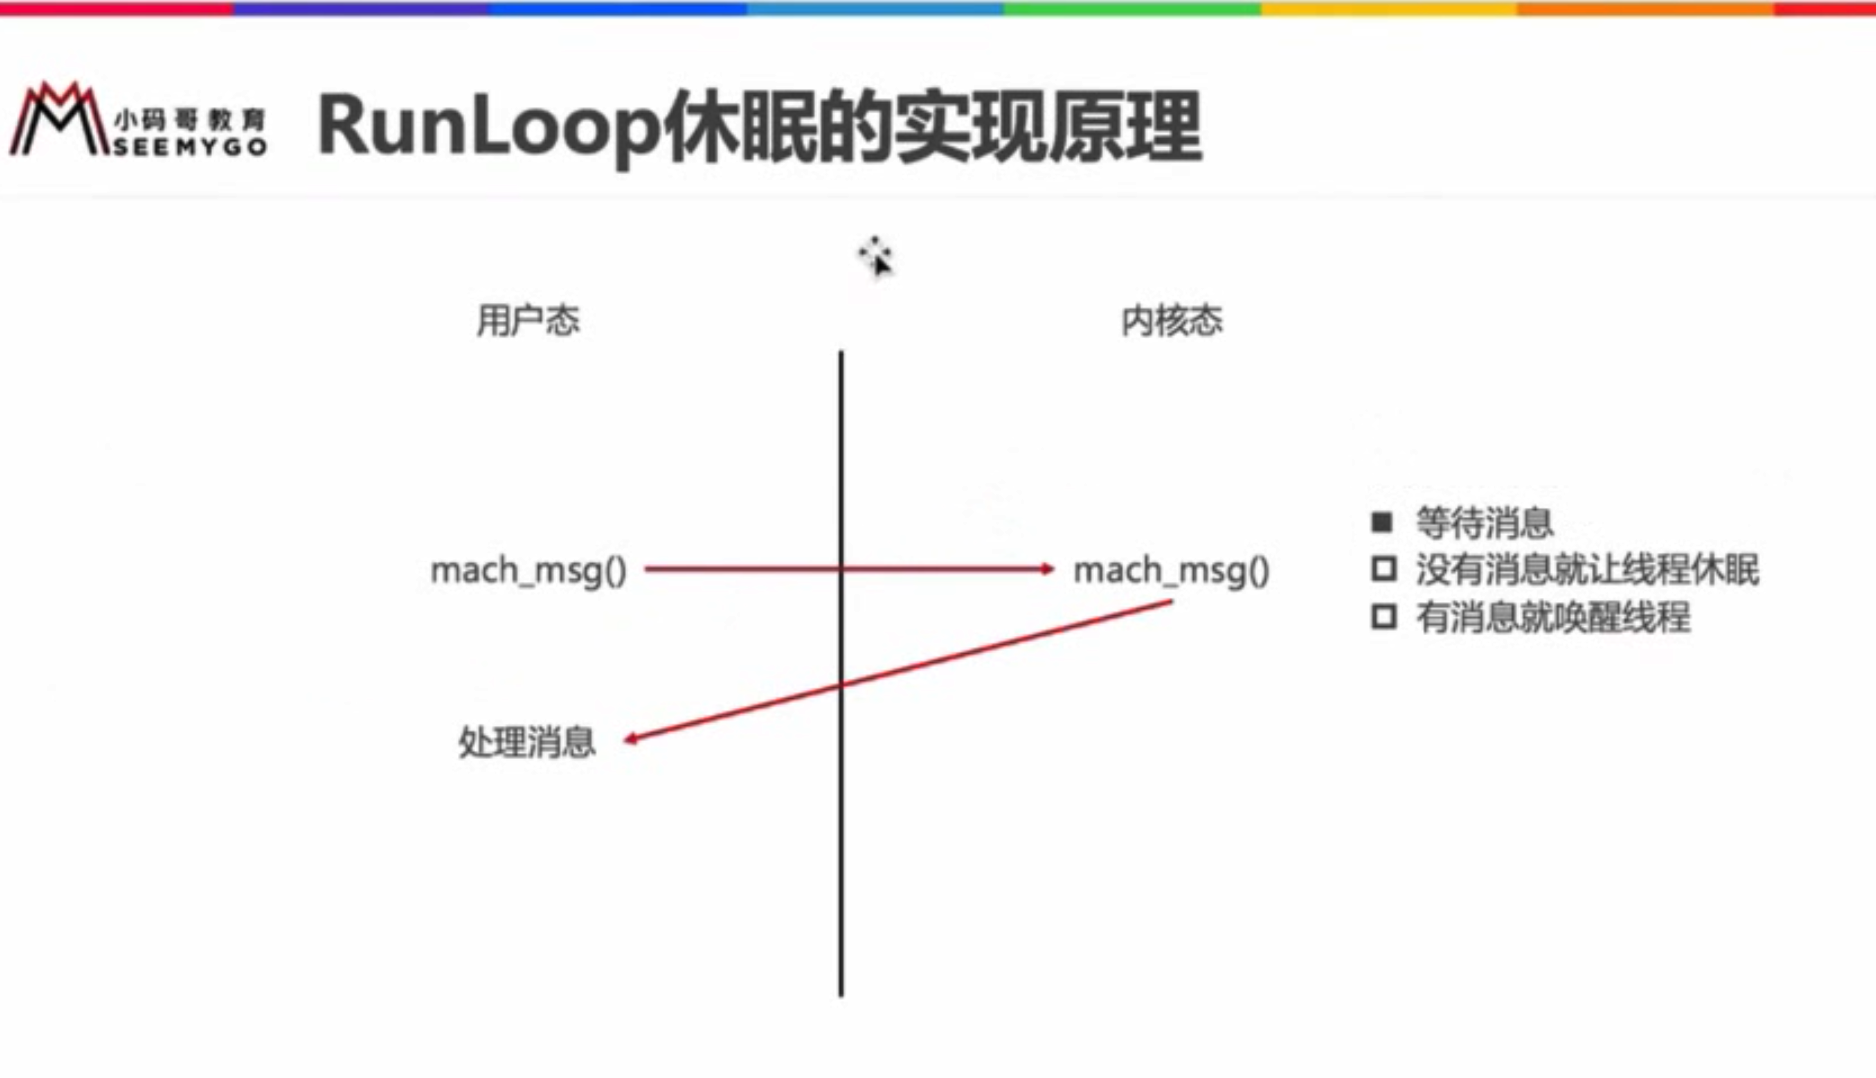 小码哥教育
SEEMYGO
RunLoop休眠的实现原理
用户态
内核态
mach_msg()
mach_msg()
等待消息
没有消息就让线程休眠
有消息就唤醒线程
处理消息